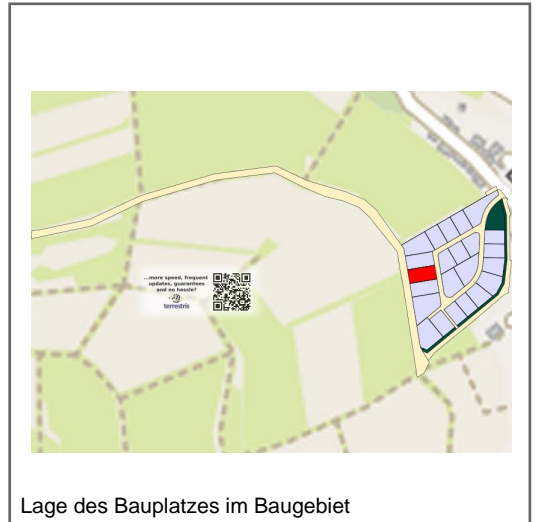 ...more speed, frequent
updates, guarantees
and no hassle?
terrestris
Lage des Bauplatzes im Baugebiet